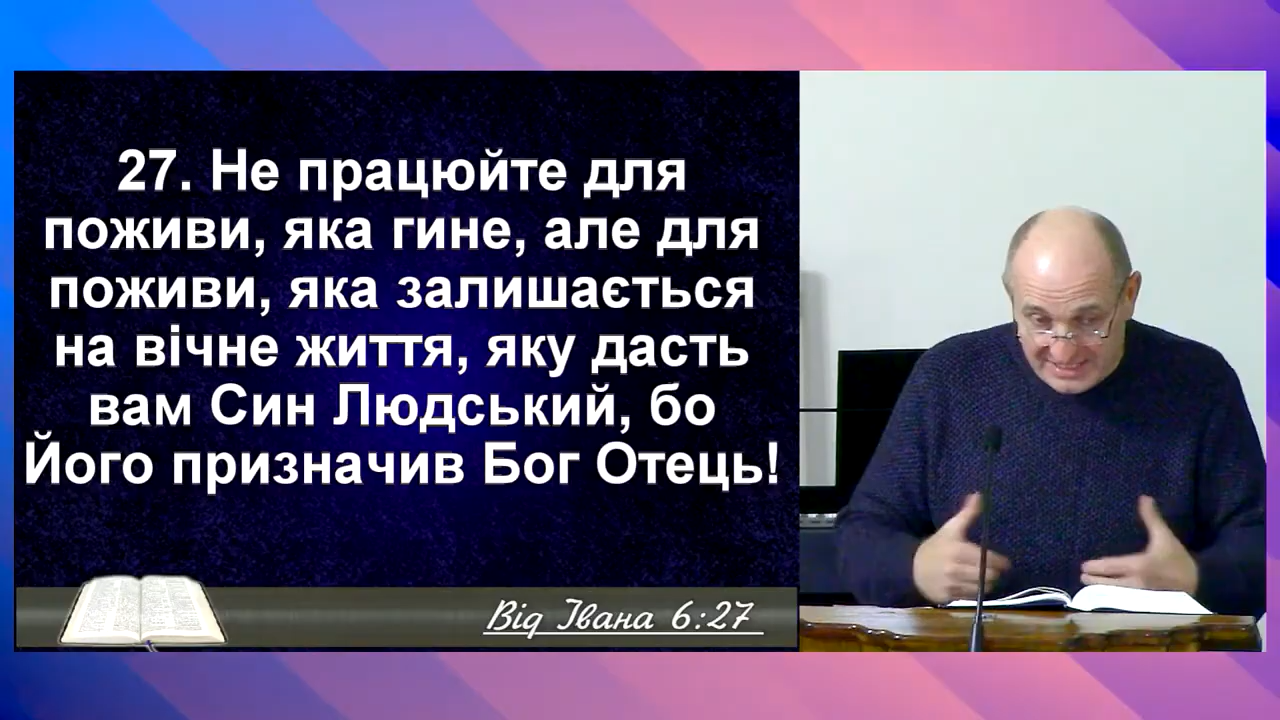 27. Не працюйте для
поживи, яка гине, але для
поживи, яка залишається
на вічне життя, яку дасть
вам Син Людський, бо
Його призначив Бог Отець!
Від Івана 6:27